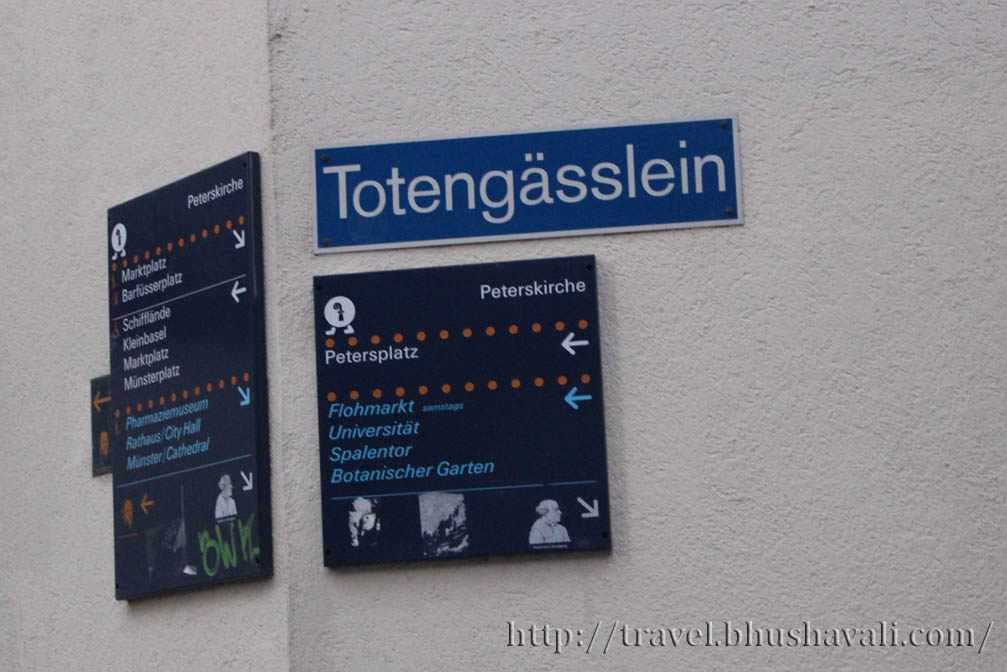 Totengässlein
Peterskirche
Marktplatz
Barfüsserplatz
Schifflände
Kleinbasel
Marktplatz
Münsterplatz
Pharmaziemuseum
Rathaus/City Hall
Münster/Cathedral
BWK
Peterskirche
Petersplatz
Flohmarkt samstags
Universität
Spalentor
Botanischer Garten
http://travel.bhushavali.com/